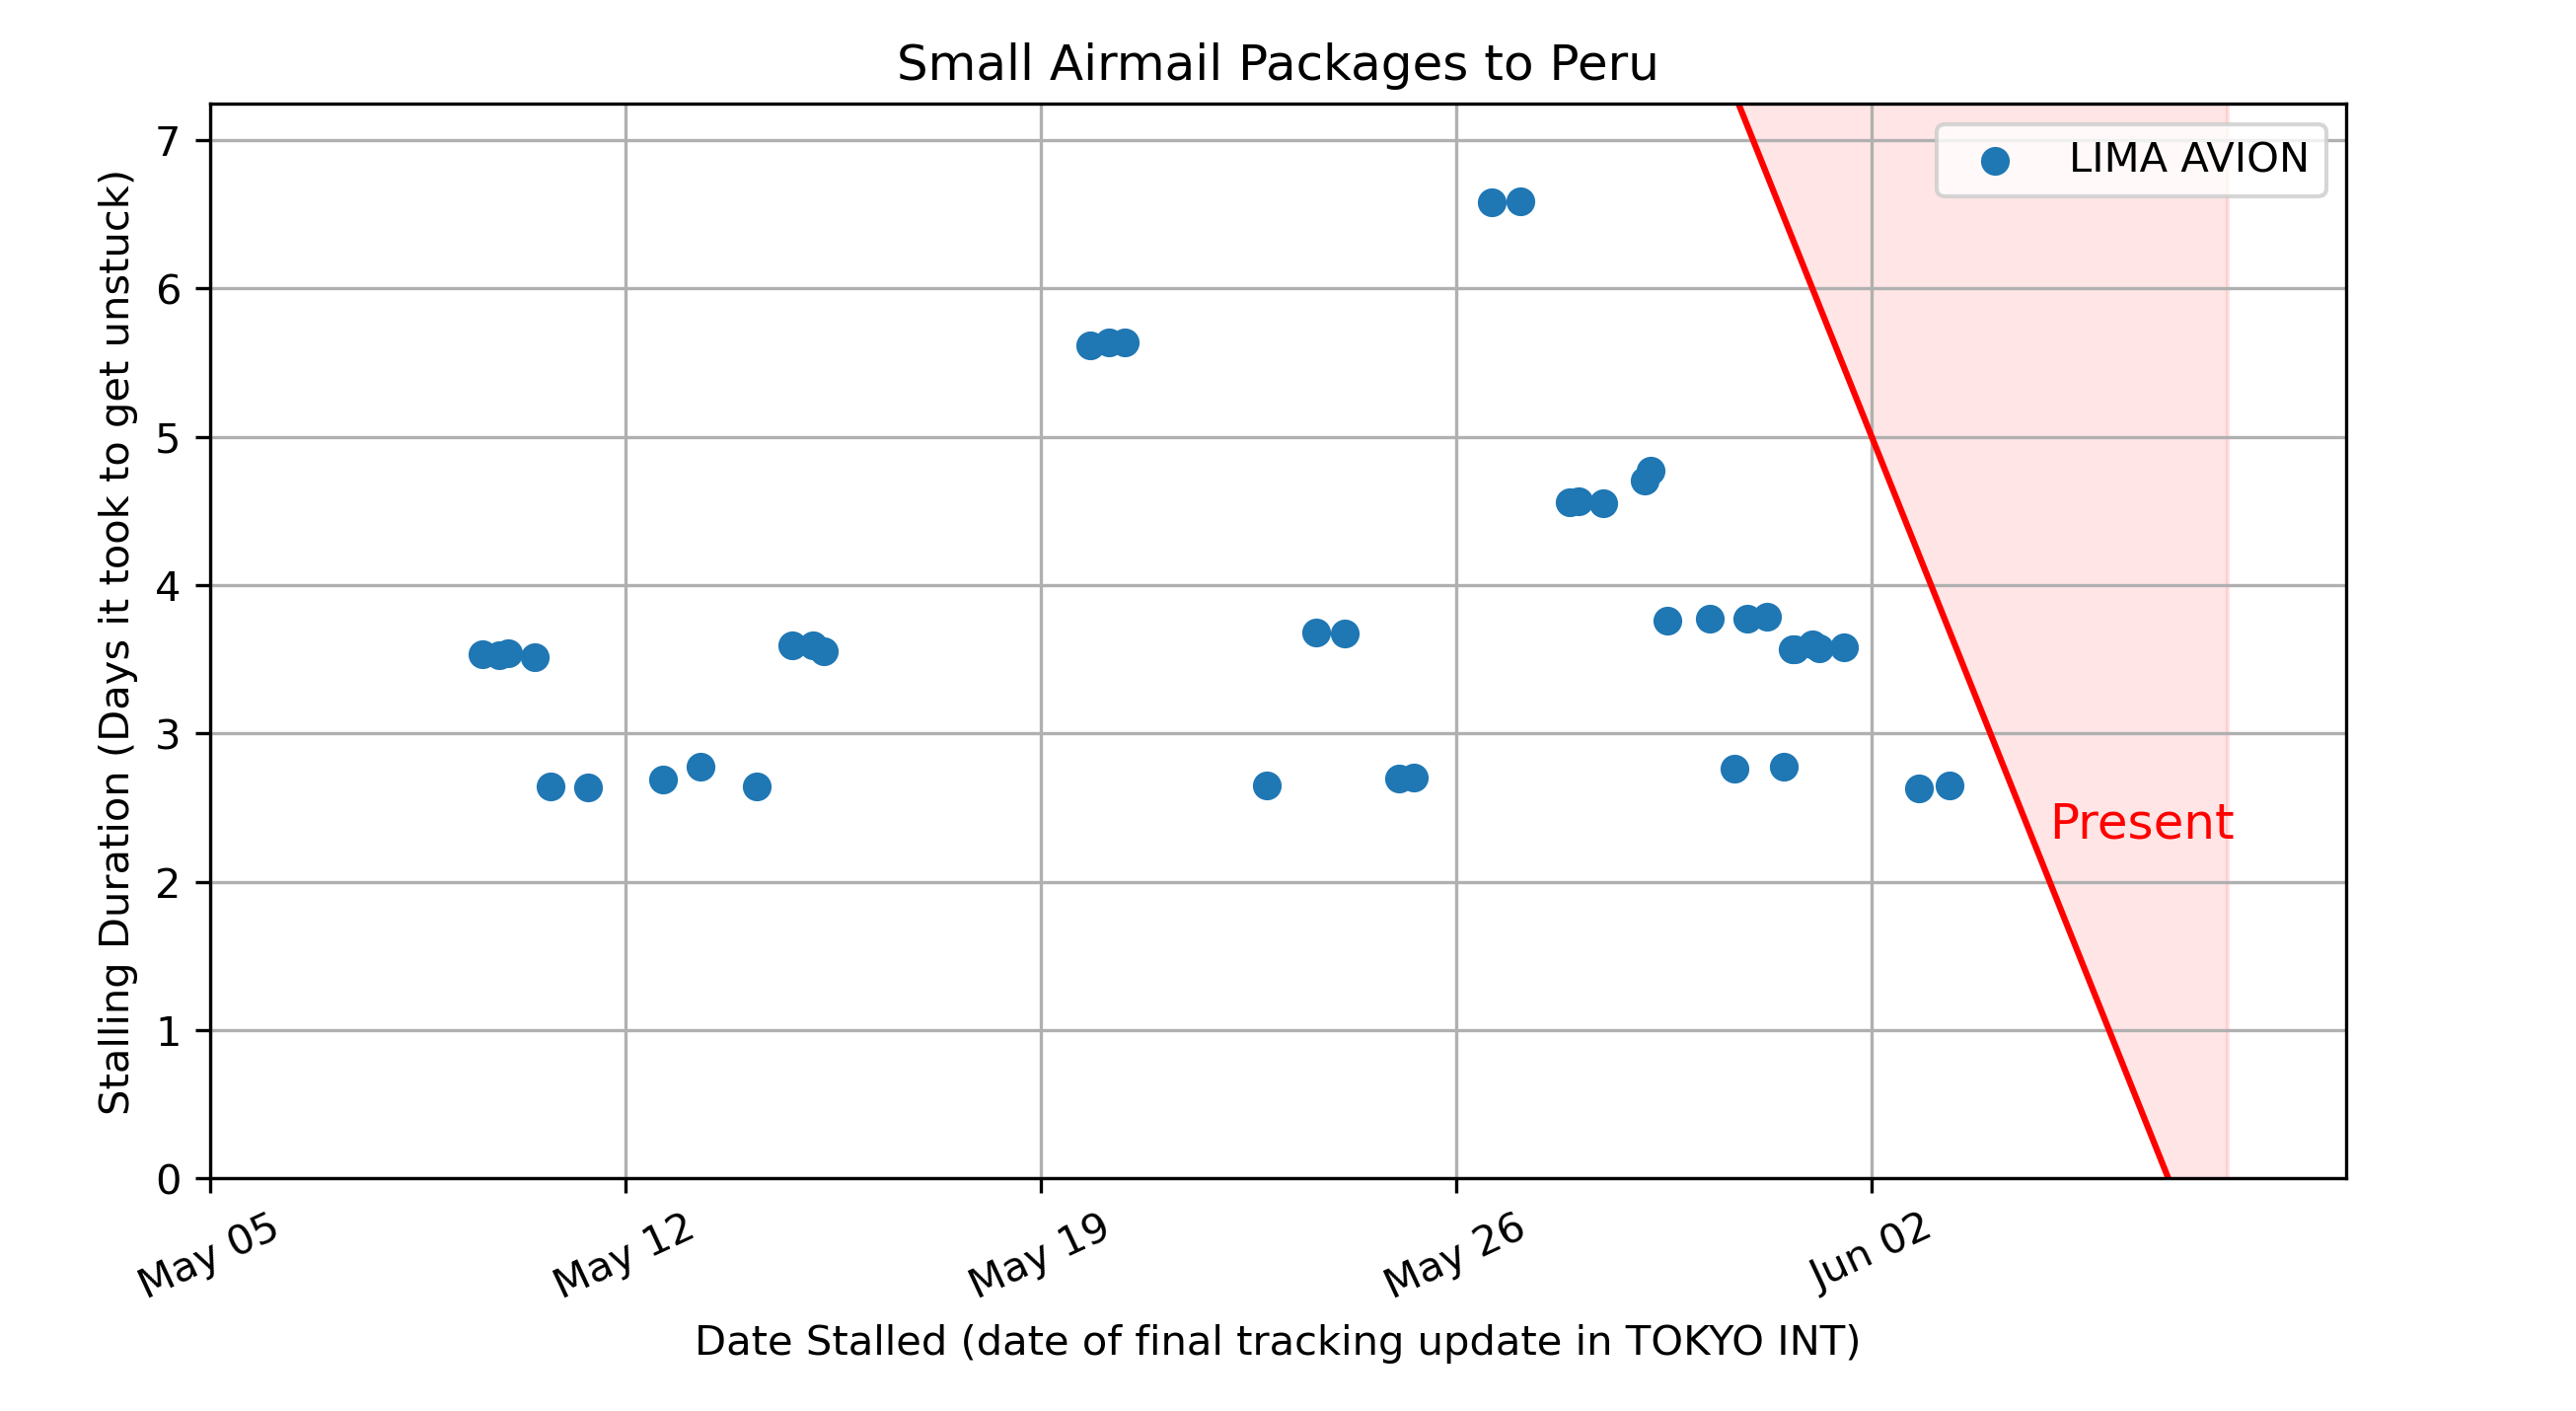 Small Airmail Packages to Peru
LIMA AVION
Stalling Duration (Days it took to get unstuck)
7
6
5
4
3
2
1
0
Present
May 05
May 12
May 19
May 26
Jun 02
Date Stalled (date of final tracking update in TOKYO INT)